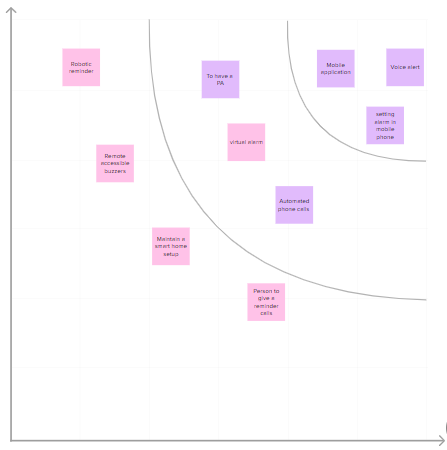 Robotic
reminder
To have a
PA
Mobile
application
Voice alert
setting
alarm in
mobile
phone
virtual alarm
Remote
accessible
buzzers
Automated
phone calls
Maintain a
smart home
setup
Person to
give a
reminder
calls